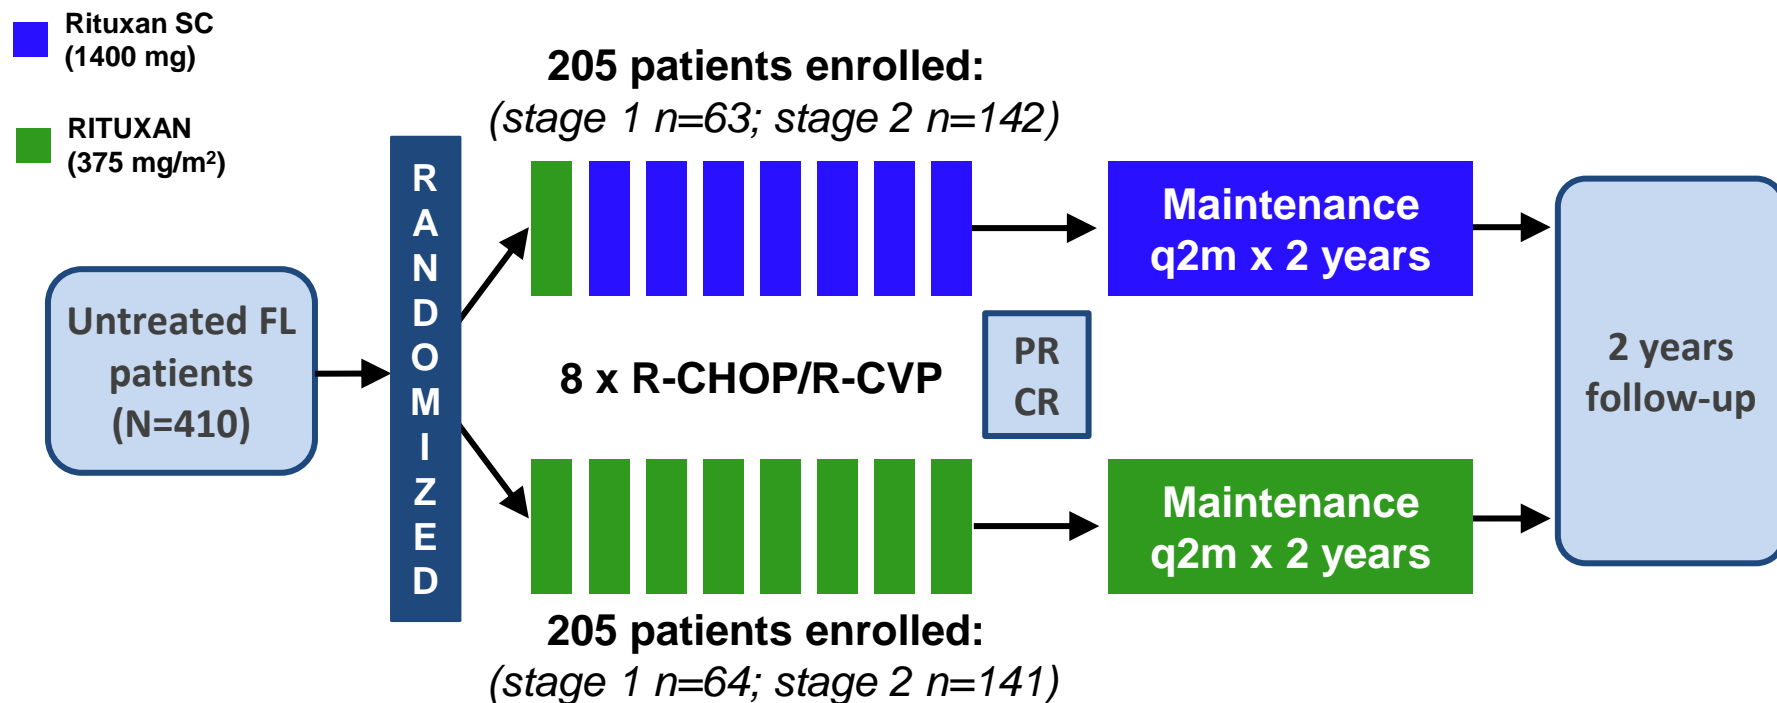 Rituxan SC
(1400 mg)
RITUXAN
(375 mg/m²)
205 patients enrolled:
(stage 1 n=63; stage 2 n=142)
Untreated FL
patients
(N=410)
RANDOMIZED
8 x R-CHOP/R-CVP
PR
CR
Maintenance
q2m x 2 years
Maintenance
q2m x 2 years
2 years
follow-up
205 patients enrolled:
(stage 1 n=64; stage 2 n=141)